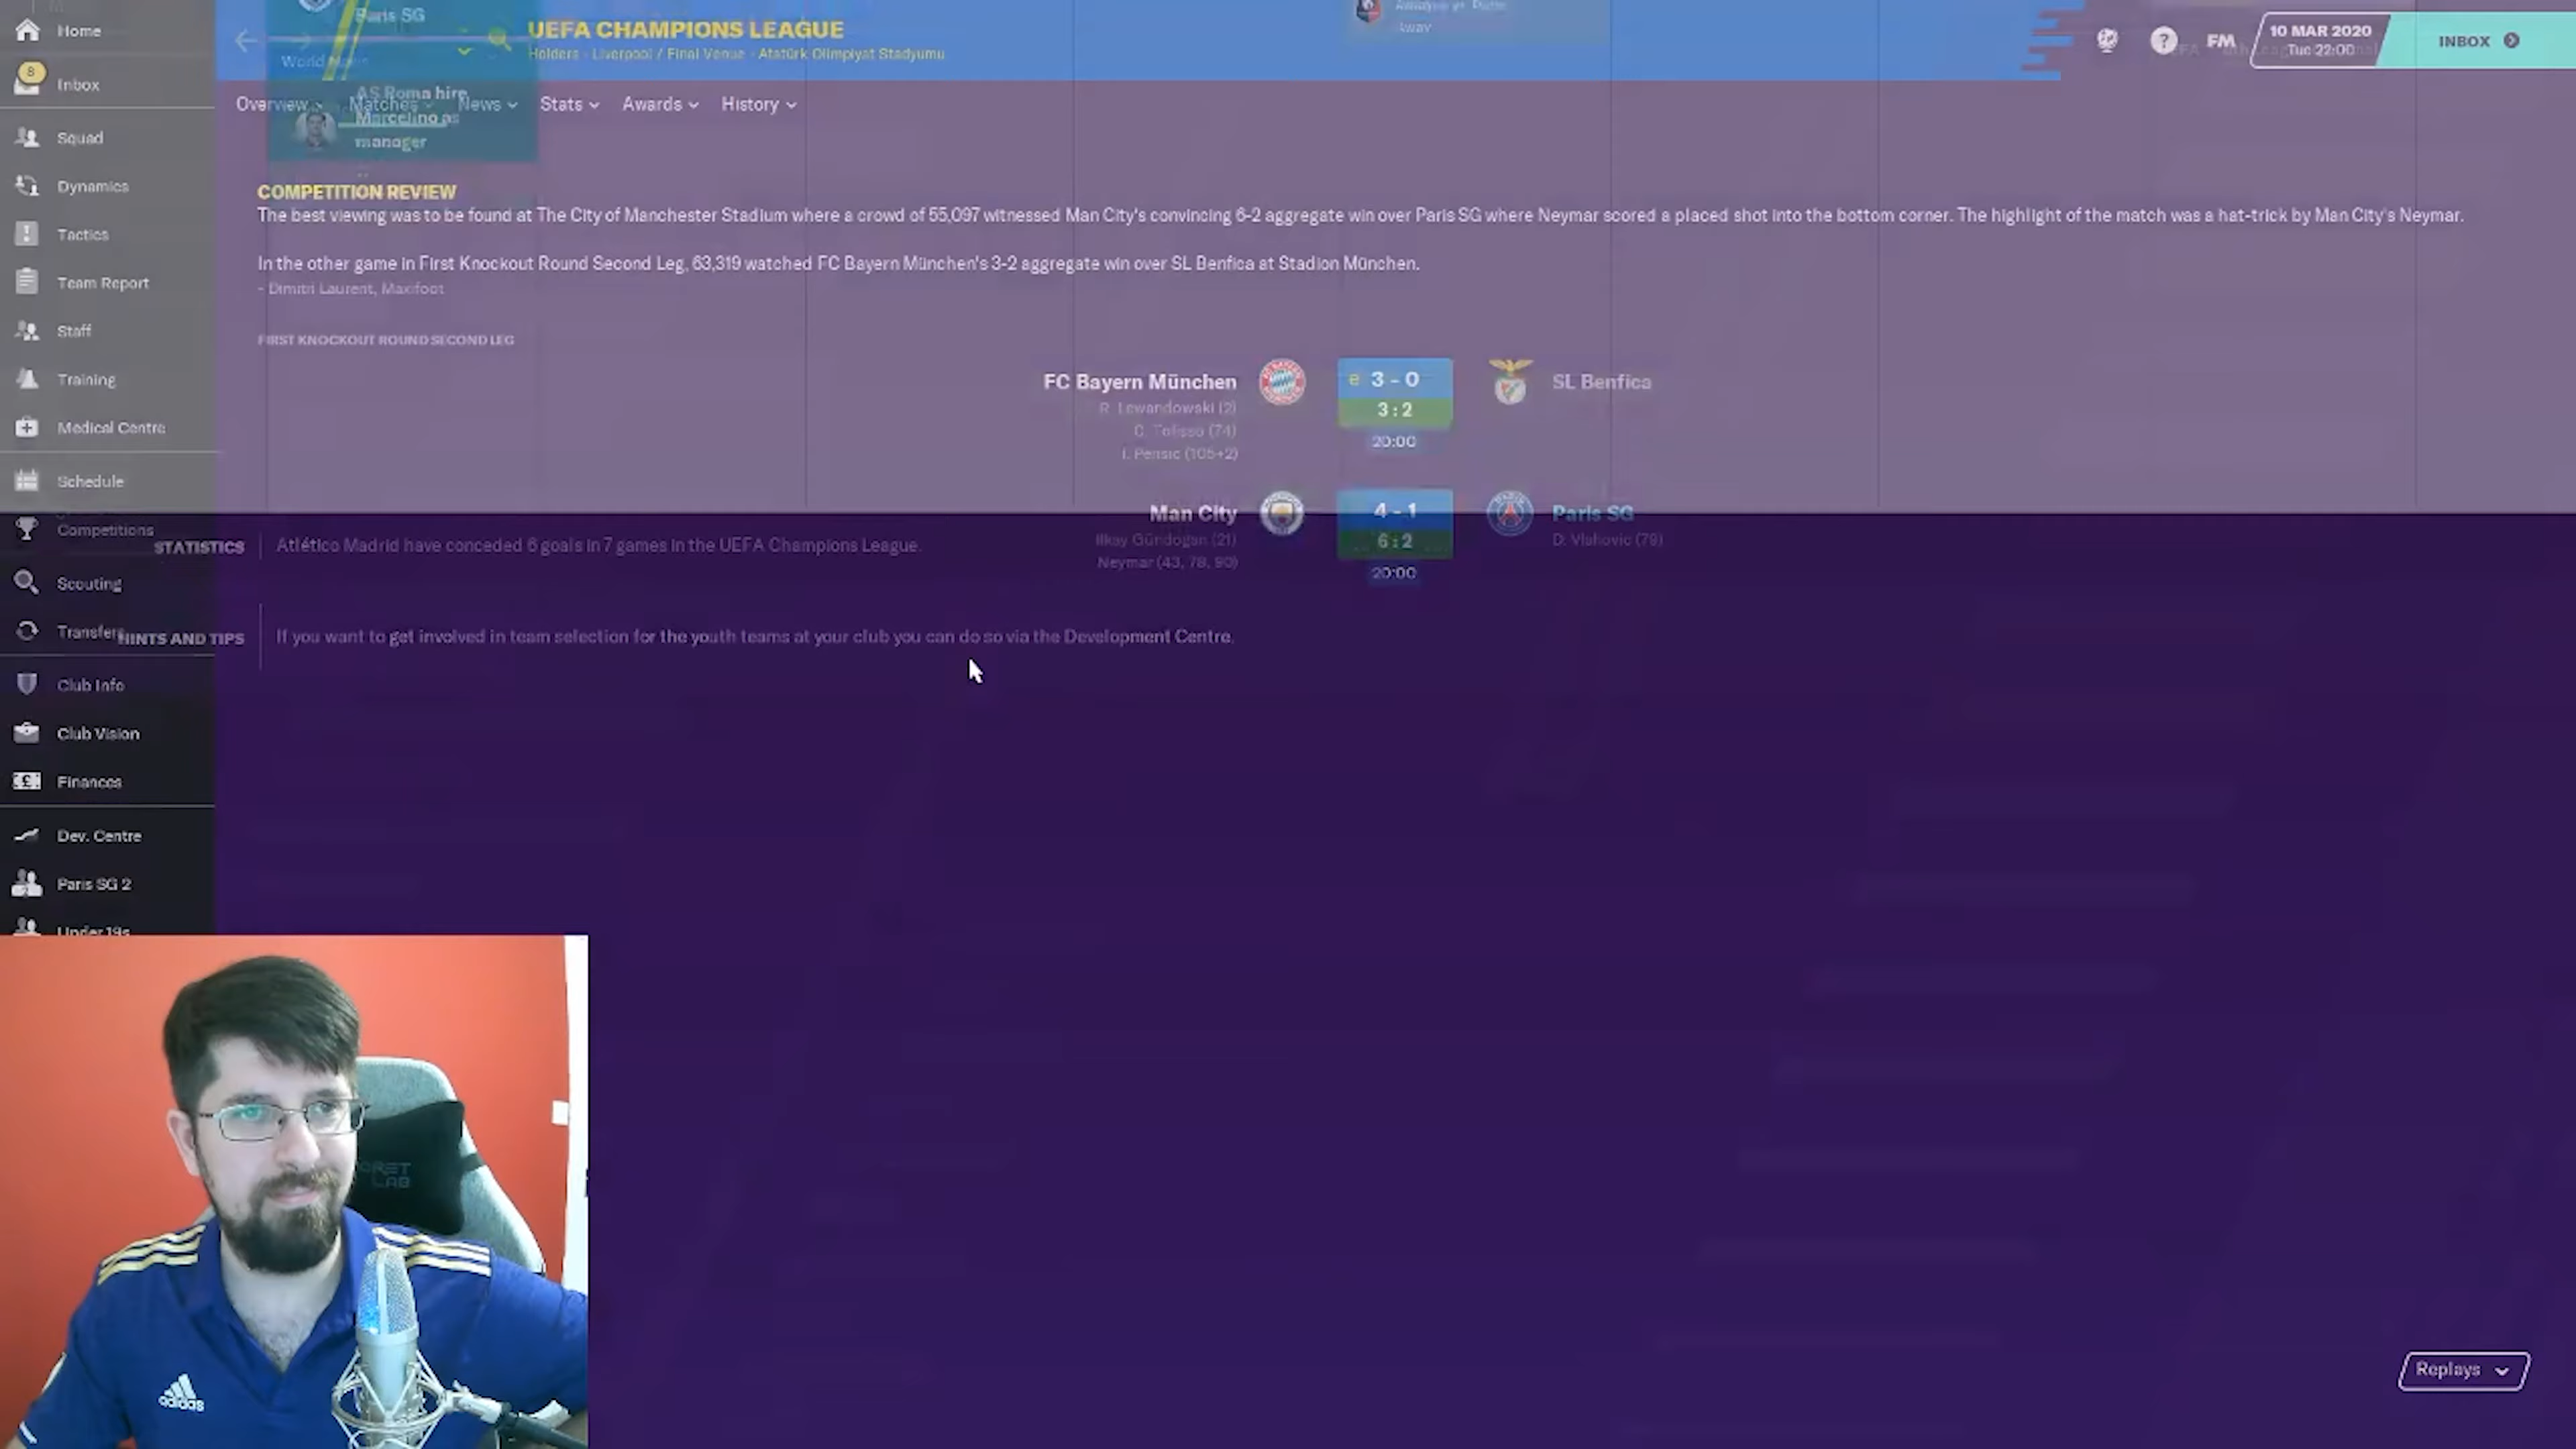 Home
Inbox
8
Squad
Dynamics
Tactics
Team Report
Staff
Training
Medical Centre
Schedule
Competitions
Scouting
Transfers
Club Info
Club Vision
Finances
Dev. Centre
Paris SG 2
Under 19s
Paris SG
AS Roma hire
Marcelino as
manager
UEFA CHAMPIONS LEAGUE
Holders - Liverpool / Final Venue - Atatürk Olimpiyat Stadyumu
Away
? FM
10 MAR 2020
Tue 22:00
INBOX
Overview Matches News Stats Awards History
COMPETITION REVIEW
The best viewing was to be found at The City of Manchester Stadium where a crowd of 55,097 witnessed Man City's convincing 6-2 aggregate win over Paris SG where Neymar scored a placed shot into the bottom corner. The highlight of the match was a hat-trick by Man City's Neymar.
In the other game in First Knockout Round Second Leg, 63,319 watched FC Bayern München's 3-2 aggregate win over SL Benfica at Stadion München.
- Dimitri Laurent, Maxifoot
FIRST KNOCKOUT ROUND SECOND LEG
FC Bayern München e 3 - 0 SL Benfica
R. Lewandowski (2)
3 : 2
C. Tolisso (74)
20:00
I. Perisic (105+2)
Man City 4 - 1 Paris SG
Ilkay Gündogan (21) 6 : 2 D. Vlahovic (79)
Neymar (43, 78, 90)
20:00
STATISTICS Atlético Madrid have conceded 6 goals in 7 games in the UEFA Champions League.
HINTS AND TIPS If you want to get involved in team selection for the youth teams at your club you can do so via the Development Centre.
adidas
Replays